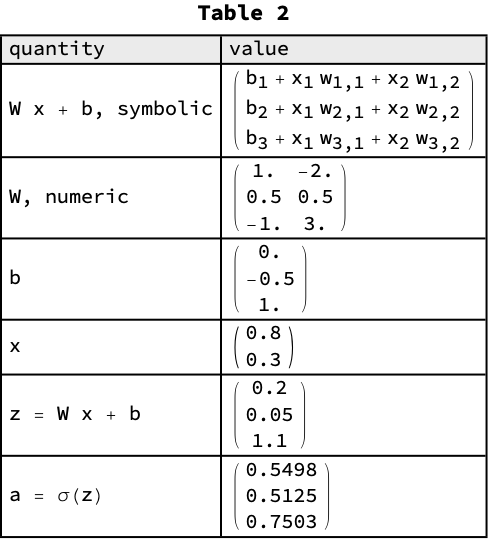 Table 2
quantity value
W x + b, symbolic
b₁ + x₁ w₁,₁ + x₂ w₁,₂
b₂ + x₁ w₂,₁ + x₂ w₂,₂
b₃ + x₁ w₃,₁ + x₂ w₃,₂
W, numeric
1. -2.
0.5 0.5
-1. 3.
b
0.
-0.5
1.
x
0.8
0.3
z = W x + b
0.2
0.05
1.1
a = σ(z)
0.5498
0.5125
0.7503